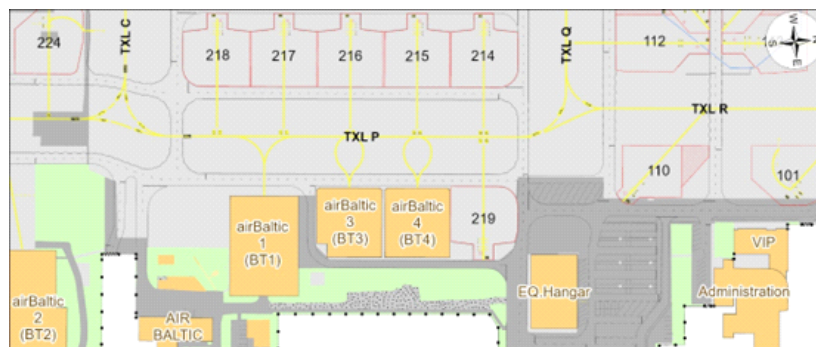 224
TXL C
218
217
216
215
214
TXL Q
112
W
S
E
TXL P
TXL R
110
101
airBaltic
1
(BT1)
airBaltic
3
(BT3)
airBaltic
4
(BT4)
219
VIP
airBaltic
2
(BT2)
AIR
BALTIC
EQ.Hangar
Administration